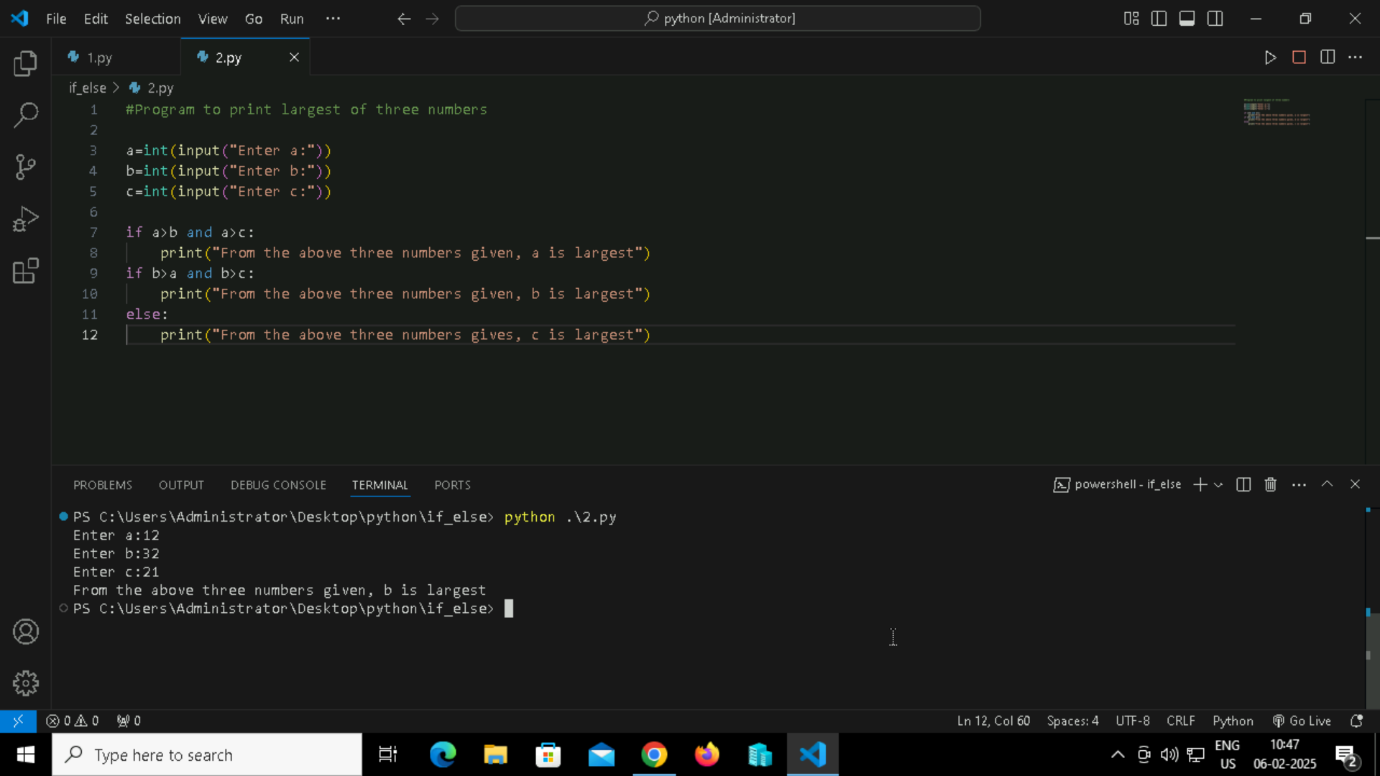 File Edit Selection View Go Run ··· python [Administrator]
1.py 2.py
if_else > 2.py
1 #Program to print largest of three numbers
2
3 a=int(input("Enter a:"))
4 b=int(input("Enter b:"))
5 c=int(input("Enter c:"))
6
7 if a>b and a>c:
8 print("From the above three numbers given, a is largest")
9 if b>a and b>c:
10 print("From the above three numbers given, b is largest")
11 else:
12 print("From the above three numbers gives, c is largest")
PROBLEMS OUTPUT DEBUG CONSOLE TERMINAL PORTS powershell - if_else
PS C:\Users\Administrator\Desktop\python\if_else> python .\2.py
Enter a:12
Enter b:32
Enter c:21
From the above three numbers given, b is largest
PS C:\Users\Administrator\Desktop\python\if_else>
0 0 0 Ln 12, Col 60 Spaces: 4 UTF-8 CRLF Python Go Live
Type here to search ENG 10:47
US 06-02-2025 2